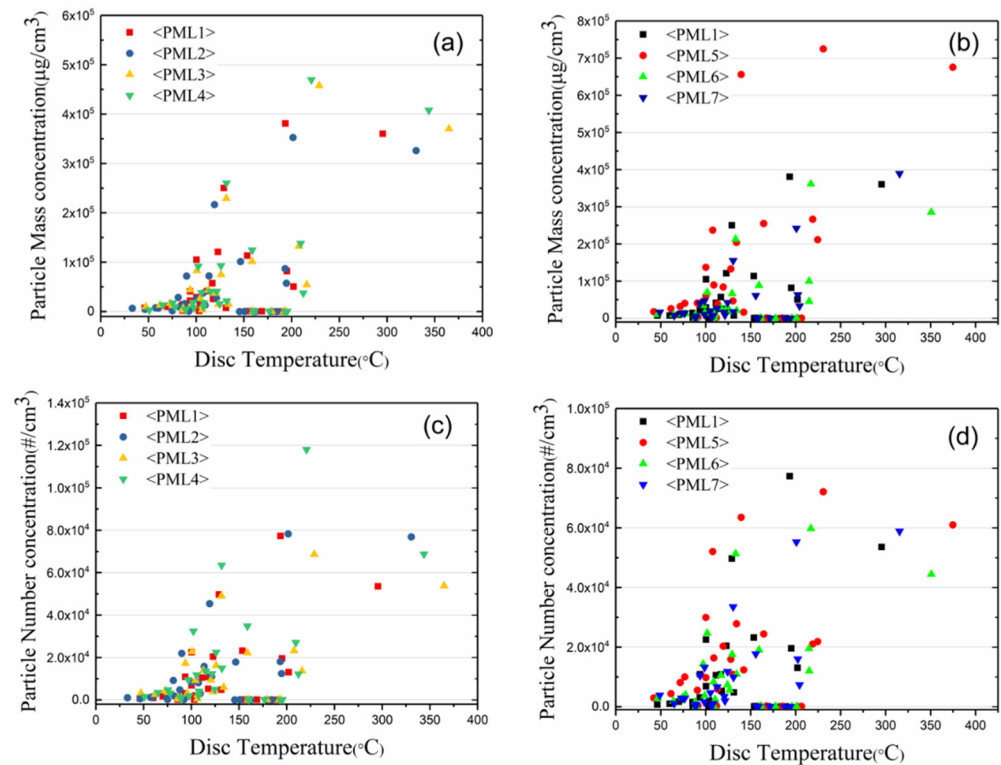 (a)
<PML1>
<PML2>
<PML3>
<PML4>
Particle Mass concentration(μg/cm³)
6x10⁵
5x10⁵
4x10⁵
3x10⁵
2x10⁵
1x10⁵
0
0 50 100 150 200 250 300 350 400
Disc Temperature(°C)
(b)
<PML1>
<PML5>
<PML6>
<PML7>
Particle Mass concentration(μg/cm³)
8x10⁵
7x10⁵
6x10⁵
5x10⁵
4x10⁵
3x10⁵
2x10⁵
1x10⁵
0
0 50 100 150 200 250 300 350 400
Disc Temperature(°C)
(c)
<PML1>
<PML2>
<PML3>
<PML4>
Particle Number concentration(#/cm³)
1.4x10⁵
1.2x10⁵
1.0x10⁵
8.0x10⁴
6.0x10⁴
4.0x10⁴
2.0x10⁴
0.0
0 50 100 150 200 250 300 350 400
Disc Temperature(°C)
(d)
<PML1>
<PML5>
<PML6>
<PML7>
Particle Number concentration(#/cm³)
1.0x10⁵
8.0x10⁴
6.0x10⁴
4.0x10⁴
2.0x10⁴
0.0
0 50 100 150 200 250 300 350 400
Disc Temperature(°C)